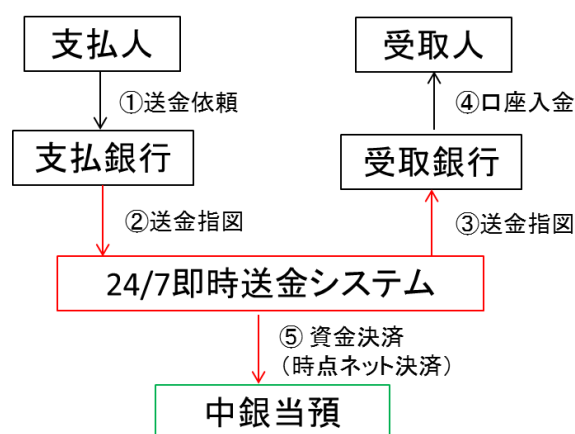 支払人
受取人
①送金依頼
④口座入金
支払銀行
受取銀行
②送金指図
③送金指図
24/7即時送金システム
⑤ 資金決済
（時点ネット決済）
中銀当預